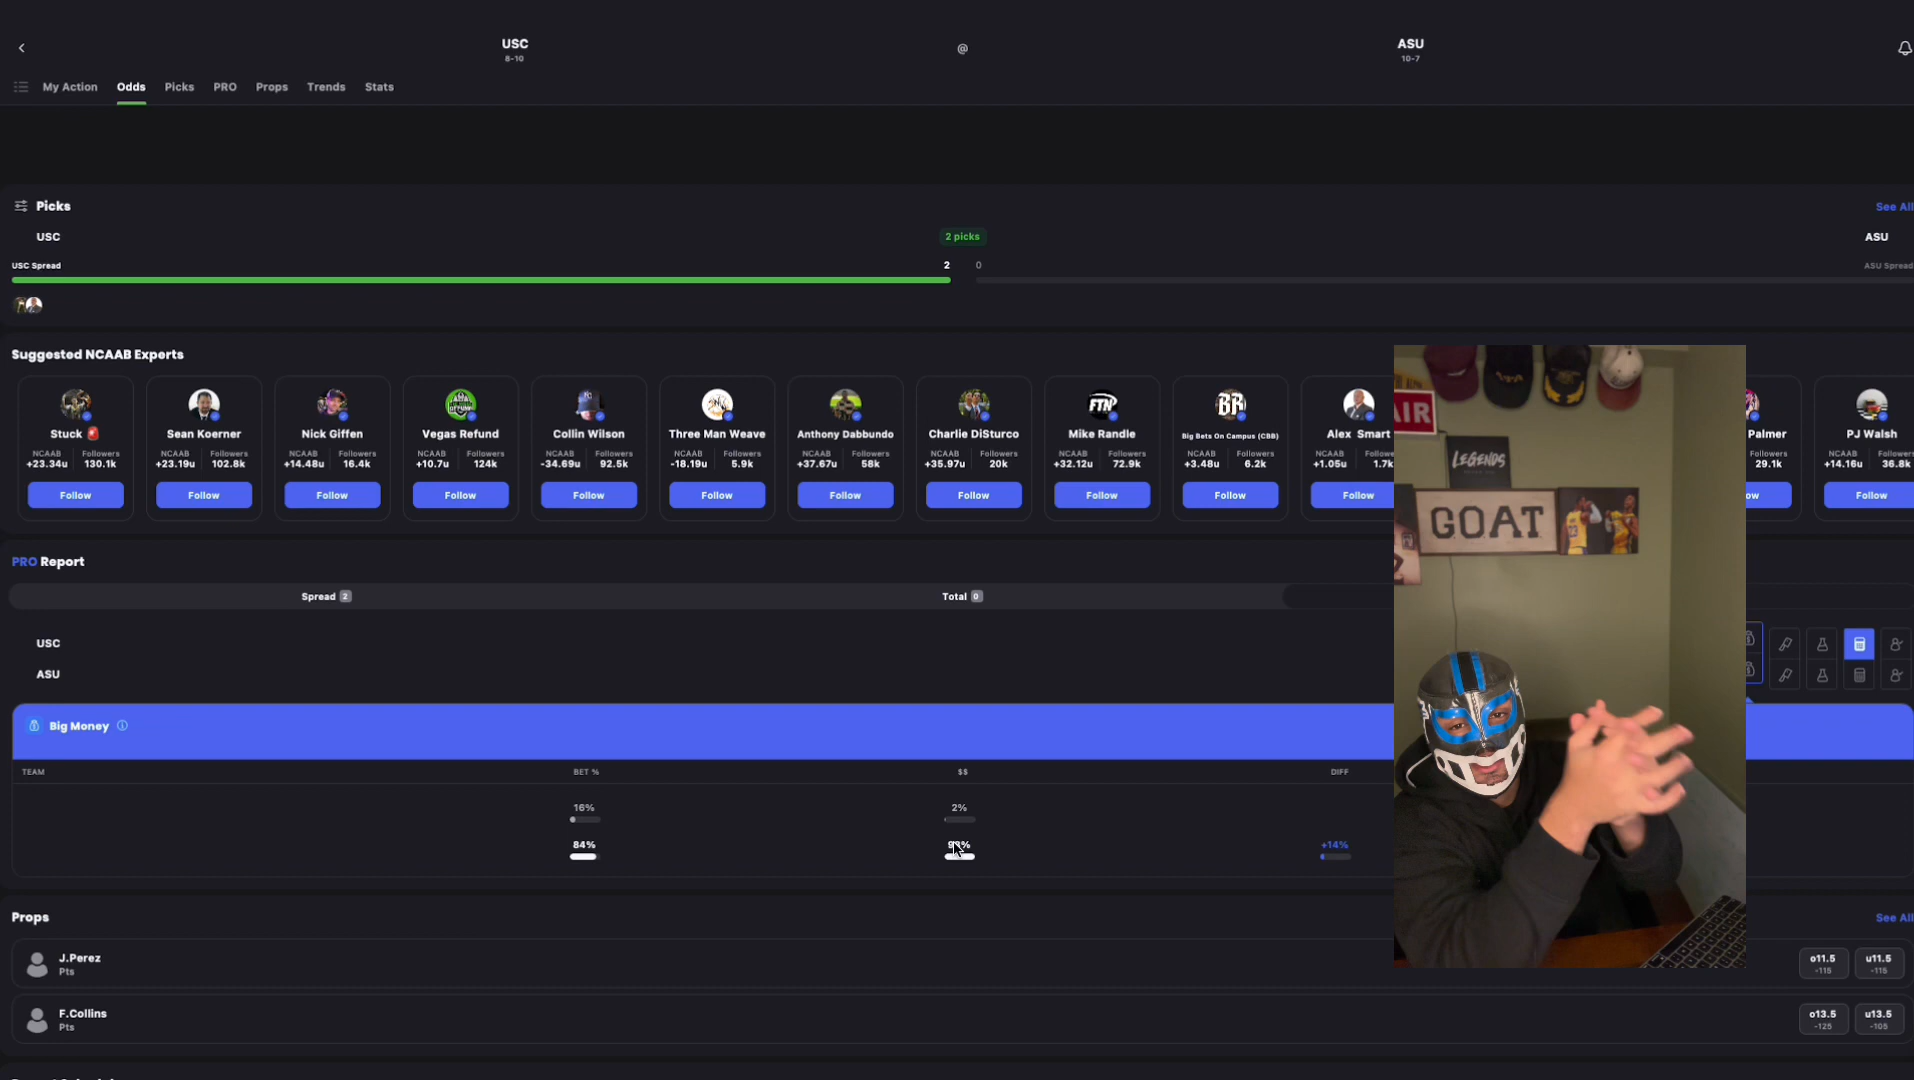 USC
8-10
@
ASU
10-7
My Action
Odds
Picks
PRO
Props
Trends
Stats
Picks
See All
USC
2 picks
ASU
USC Spread
2
0
ASU Spread
Suggested NCAAB Experts
Stuck
NCAAB Followers
+23.34u 130.1k
Follow
Sean Koerner
NCAAB Followers
+23.19u 102.8k
Follow
Nick Giffen
NCAAB Followers
+14.48u 16.4k
Follow
Vegas Refund
NCAAB Followers
+10.7u 124k
Follow
Collin Wilson
NCAAB Followers
-34.69u 92.5k
Follow
Three Man Weave
NCAAB Followers
-18.19u 5.9k
Follow
Anthony Dabbundo
NCAAB Followers
+37.67u 58k
Follow
Charlie DiSturco
NCAAB Followers
+35.97u 20k
Follow
FTN
Mike Randle
NCAAB Followers
+32.12u 72.9k
Follow
BR
Big Bets On Campus (CBB)
NCAAB Followers
+3.48u 6.2k
Follow
Alex Smart
NCAAB Followers
+1.05u 1.7k
Follow
Palmer
Followers
29.1k
PJ Walsh
NCAAB Followers
+14.16u 36.8k
Follow
AIR
LEGENDS
GOAT
PRO Report
Spread 2
Total 0
USC
ASU
Big Money
TEAM BET % $$ DIFF
16% 2%
84% +14%
Props
See All
J.Perez
Pts
o11.5
-115
u11.5
-115
F.Collins
Pts
o13.5
-125
u13.5
-105